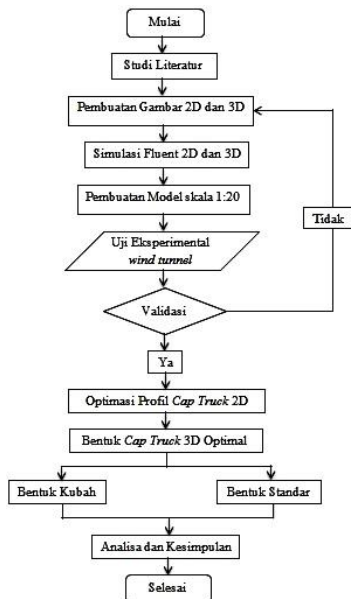 Mulai
Studi Literatur
Pembuatan Gambar 2D dan 3D
Simulasi Fluent 2D dan 3D
Pembuatan Model skala 1:20
Tidak
Uji Eksperimental
wind tunnel
Validasi
Ya
Optimasi Profil Cap Truck 2D
Bentuk Cap Truck 3D Optimal
Bentuk Kubah
Bentuk Standar
Analisa dan Kesimpulan
Selesai